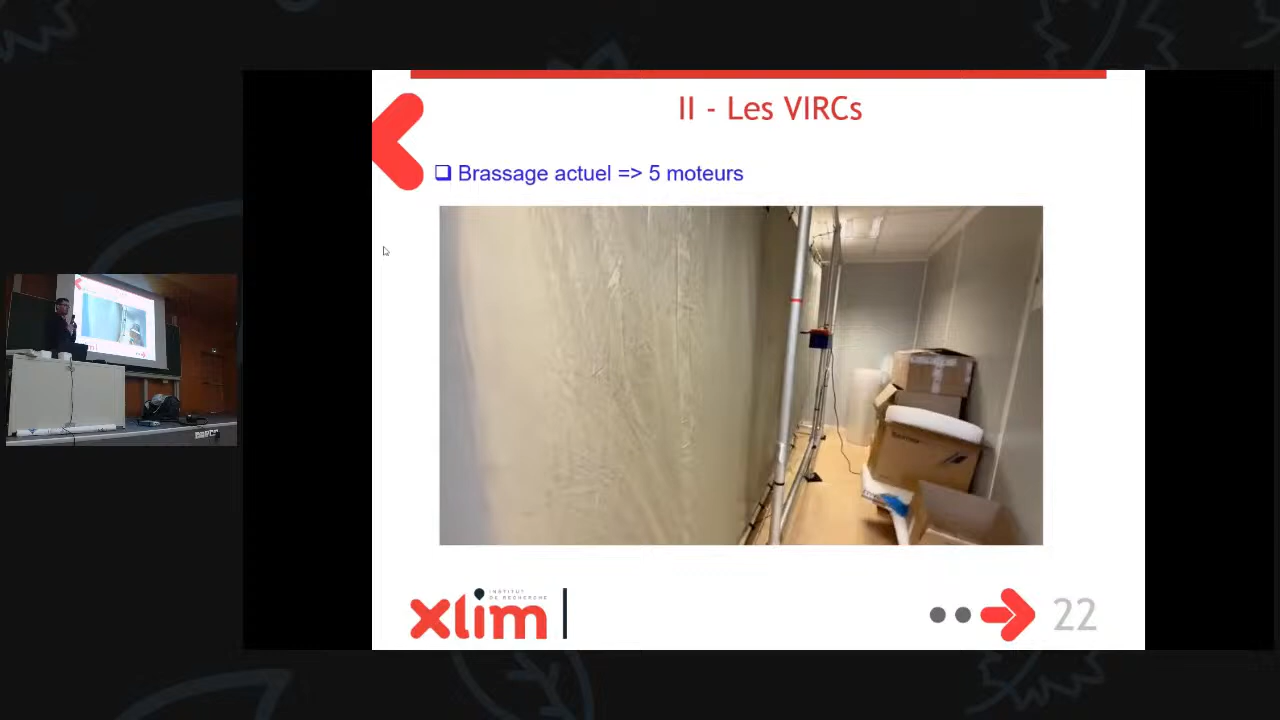 II - Les VIRCs
Brassage actuel => 5 moteurs
INSTITUT
DE RECHERCHE
xlim
22